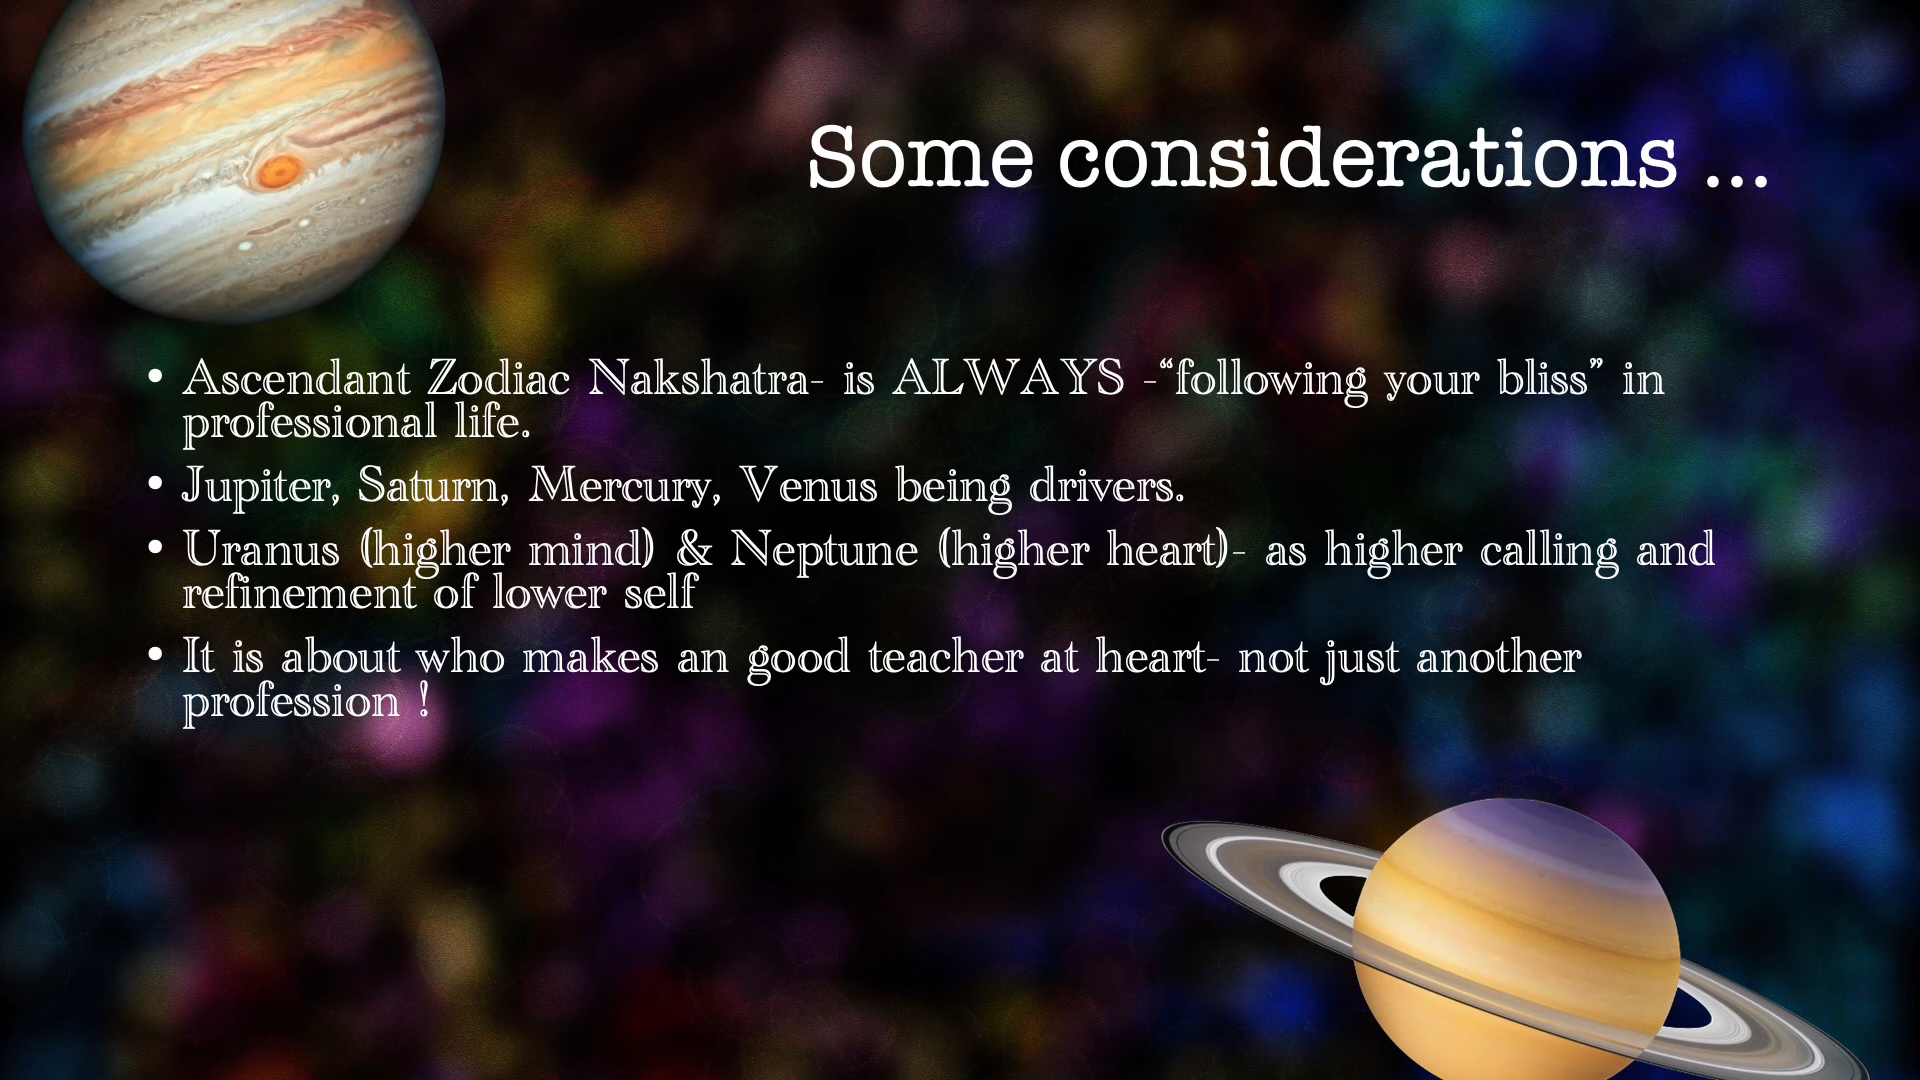 Some considerations ...
• Ascendant Zodiac Nakshatra- is ALWAYS -“following your bliss” in
professional life.
• Jupiter, Saturn, Mercury, Venus being drivers.
• Uranus (higher mind) & Neptune (higher heart)- as higher calling and
refinement of lower self
• It is about who makes an good teacher at heart- not just another
profession !